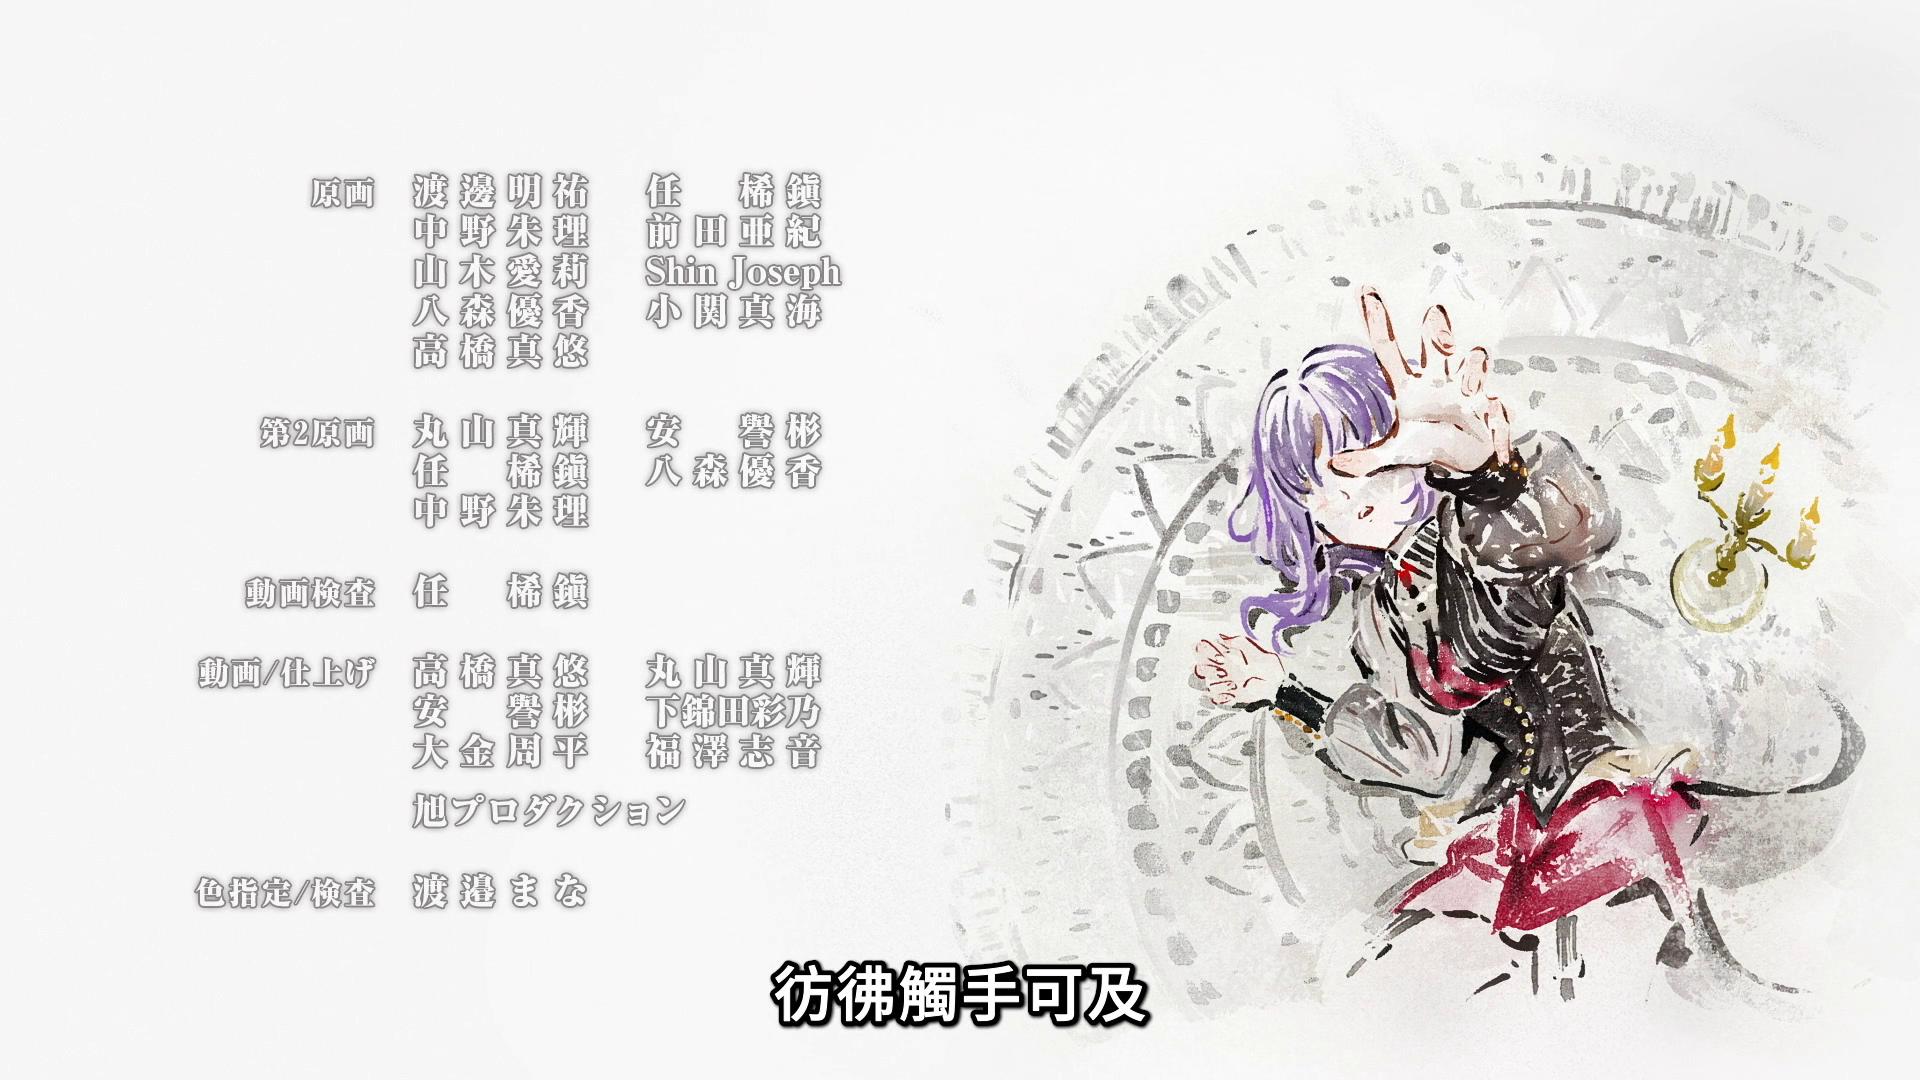 原画 渡邊明祐 任 桸鎭
中野朱理 前田亜紀
山木愛莉 Shin Joseph
八森優香 小関真海
高橋真悠
第2原画 丸山真輝 安 譽彬
任 桸鎭 八森優香
中野朱理
動画検査 任 桸鎭
動画/仕上げ 高橋真悠 丸山真輝
安 譽彬 下錦田彩乃
大金周平 福澤志音
旭プロダクション
色指定/検査 渡邉まな
彷彿觸手可及